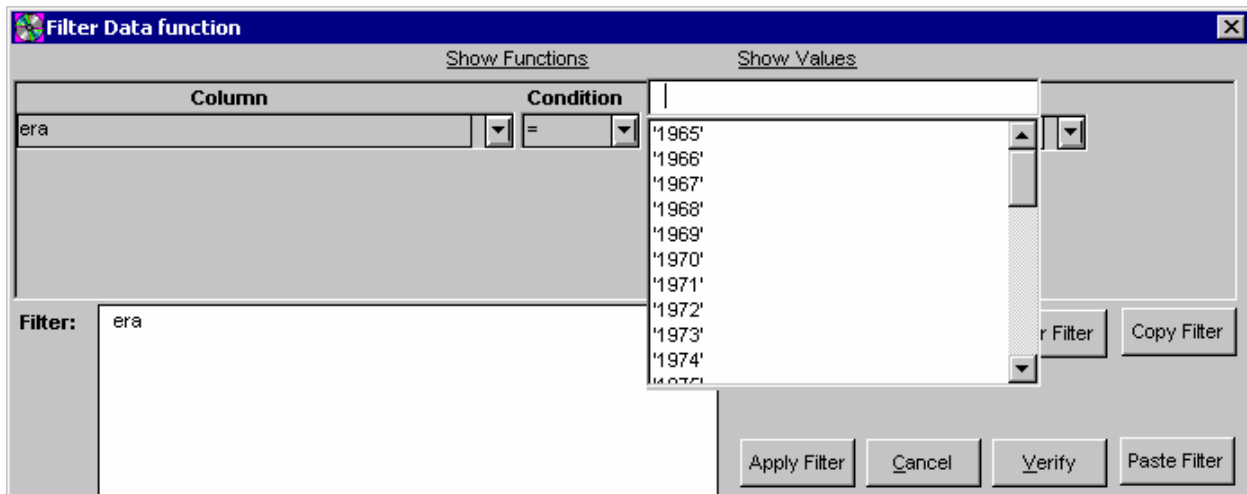 Filter Data function
Show Functions Show Values
Column Condition
era =
'1965'
'1966'
'1967'
'1968'
'1969'
'1970'
'1971'
'1972'
'1973'
'1974'
Filter: era
r Filter Copy Filter
Apply Filter Cancel Verify Paste Filter